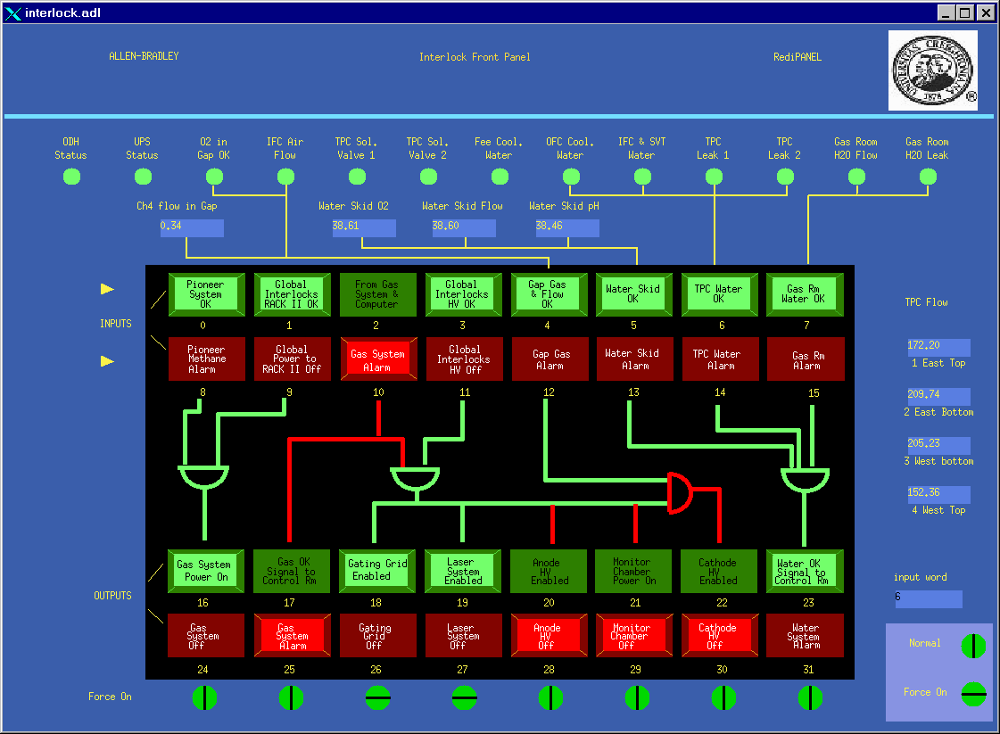 interlock.adl
ALLEN-BRADLEY
Interlock Front Panel
RediPANEL
UNIVERSITAS CREIGHTONIANA
1878
®
ODH
Status
UPS
Status
O2 in
Gap OK
IFC Air
Flow
TPC Sol.
Valve 1
TPC Sol.
Valve 2
Fee Cool.
Water
OFC Cool.
Water
IFC & SVT
Water
TPC
Leak 1
TPC
Leak 2
Gas Room
H2O Flow
Gas Room
H2O Leak
Ch4 flow in Gap
0.34
Water Skid O2
38.61
Water Skid Flow
38.60
Water Skid pH
38.46
INPUTS
Pioneer
System
OK
Global
Interlocks
RACK II OK
From Gas
System &
Computer
Global
Interlocks
HV OK
Gap Gas
& Flow
OK
Water Skid
OK
TPC Water
OK
Gas Rm
Water OK
0
1
2
3
4
5
6
7
Pioneer
Methane
Alarm
Global
Power to
RACK II Off
Gas System
Alarm
Global
Interlocks
HV Off
Gap Gas
Alarm
Water Skid
Alarm
TPC Water
Alarm
Gas Rm
Alarm
8
9
10
11
12
13
14
15
TPC Flow
172.20
1 East Top
209.74
2 East Bottom
205.23
3 West bottom
152.36
4 West Top
OUTPUTS
Gas System
Power On
Gas OK
Signal to
Control Rm
Gating Grid
Enabled
Laser
System
Enabled
Anode
HV
Enabled
Monitor
Chamber
Power On
Cathode
HV
Enabled
Water OK
Signal to
Control Rm
16
17
18
19
20
21
22
23
Gas
System
Off
Gas
System
Alarm
Gating
Grid
Off
Laser
System
Off
Anode
HV
Off
Monitor
Chamber
Off
Cathode
HV
Off
Water
System
Alarm
24
25
26
27
28
29
30
31
Force On
input word
6
Normal
Force On